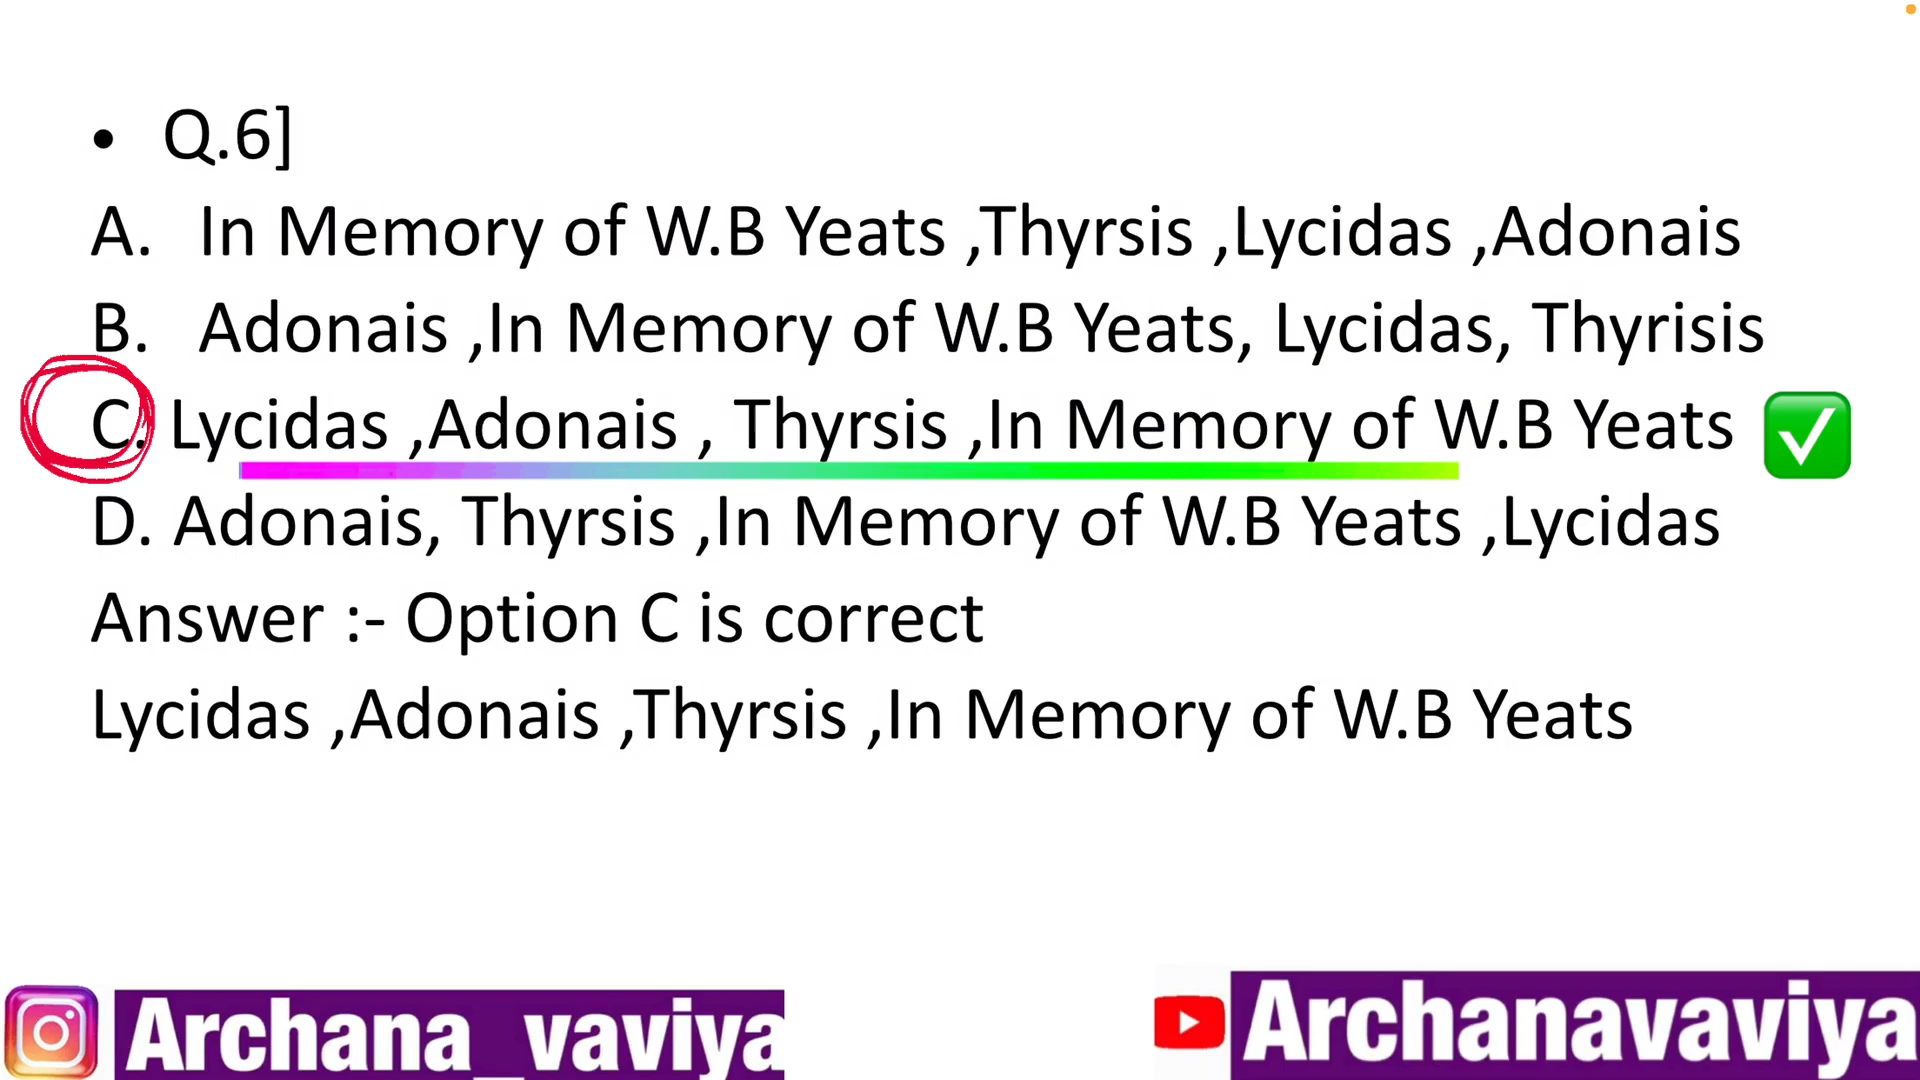 • Q.6]
A. In Memory of W.B Yeats ,Thyrsis ,Lycidas ,Adonais
B. Adonais ,In Memory of W.B Yeats, Lycidas, Thyrisis
C. Lycidas ,Adonais , Thyrsis ,In Memory of W.B Yeats ✅
D. Adonais, Thyrsis ,In Memory of W.B Yeats ,Lycidas
Answer :- Option C is correct
Lycidas ,Adonais ,Thyrsis ,In Memory of W.B Yeats
Archana_vaviya
Archanavaviya